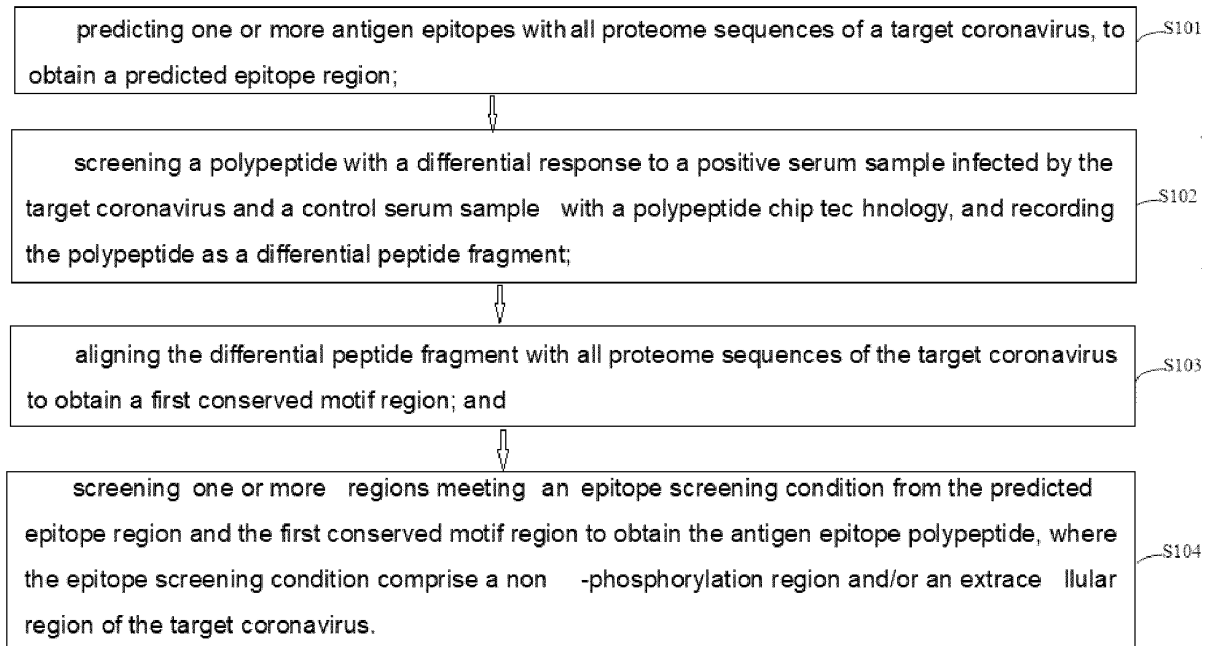 predicting one or more antigen epitopes with all proteome sequences of a target coronavirus, to
S101
obtain a predicted epitope region;
screening a polypeptide with a differential response to a positive serum sample infected by the
target coronavirus and a control serum sample with a polypeptide chip tec hnology, and recording
S102
the polypeptide as a differential peptide fragment;
aligning the differential peptide fragment with all proteome sequences of the target coronavirus
S103
to obtain a first conserved motif region; and
screening one or more regions meeting an epitope screening condition from the predicted
epitope region and the first conserved motif region to obtain the antigen epitope polypeptide, where
S104
the epitope screening condition comprise a non -phosphorylation region and/or an extrace llular
region of the target coronavirus.